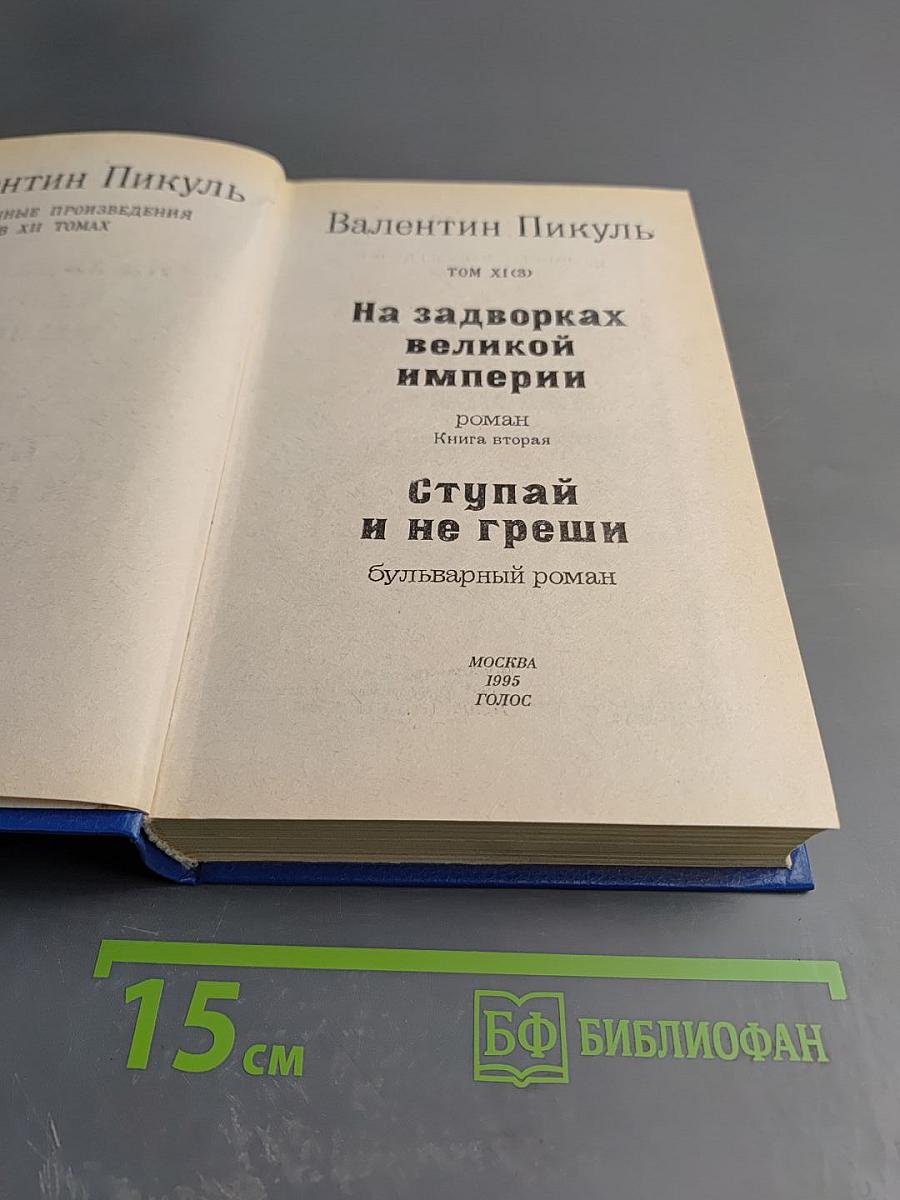 нтин Пикуль
ные произведения
в XII томах
Валентин Пикуль
том XI(3)
На задворках
великой
империи
роман
Книга вторая
Ступай
и не греши
бульварный роман
МОСКВА
1995
ГОЛОС
15 см
БФ БИБЛИОФАН